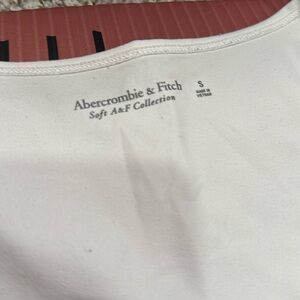 Abercrombie & Fitch
Soft A&F Collection
S
MADE IN
VIETNAM